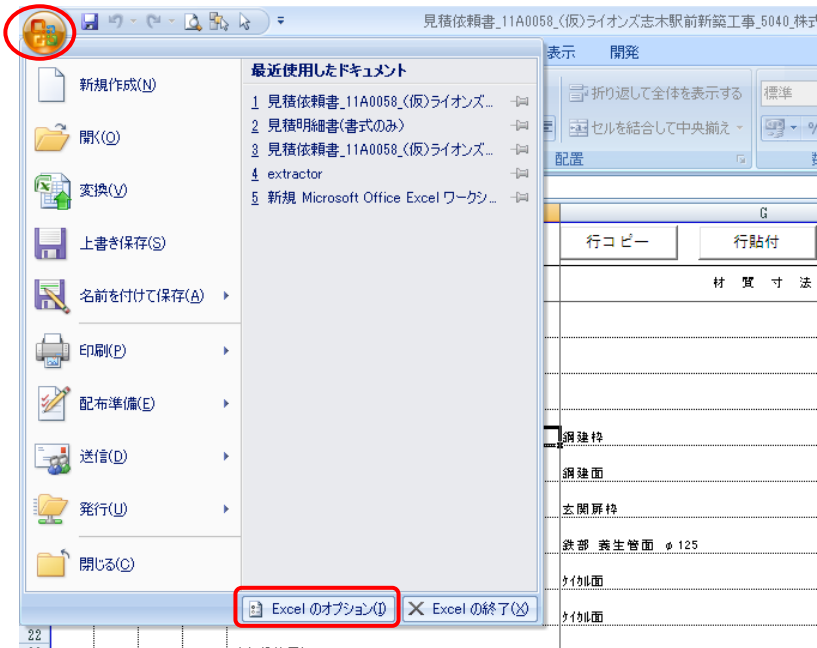 見積依頼書_11A0058_(仮)ライオンズ志木駅前新築工事_5040_株式
表示 開発
新規作成(N)
開く(O)
変換(V)
上書き保存(S)
名前を付けて保存(A)
印刷(P)
配布準備(E)
送信(D)
発行(U)
閉じる(C)
最近使用したドキュメント
1 見積依頼書_11A0058_(仮)ライオンズ...
2 見積明細書(書式のみ)
3 見積依頼書_11A0058_(仮)ライオンズ...
4 extractor
5 新規 Microsoft Office Excel ワークシ...
Excel のオプション(I)
Excel の終了(X)
折り返して全体を表示する
標準
セルを結合して中央揃え
%
配置
G
行コピー 行貼付
材 質 寸 法
鋼建枠
鋼建面
玄関扉枠
鉄部 養生管面 φ125
ケイカル面
ケイカル面
22